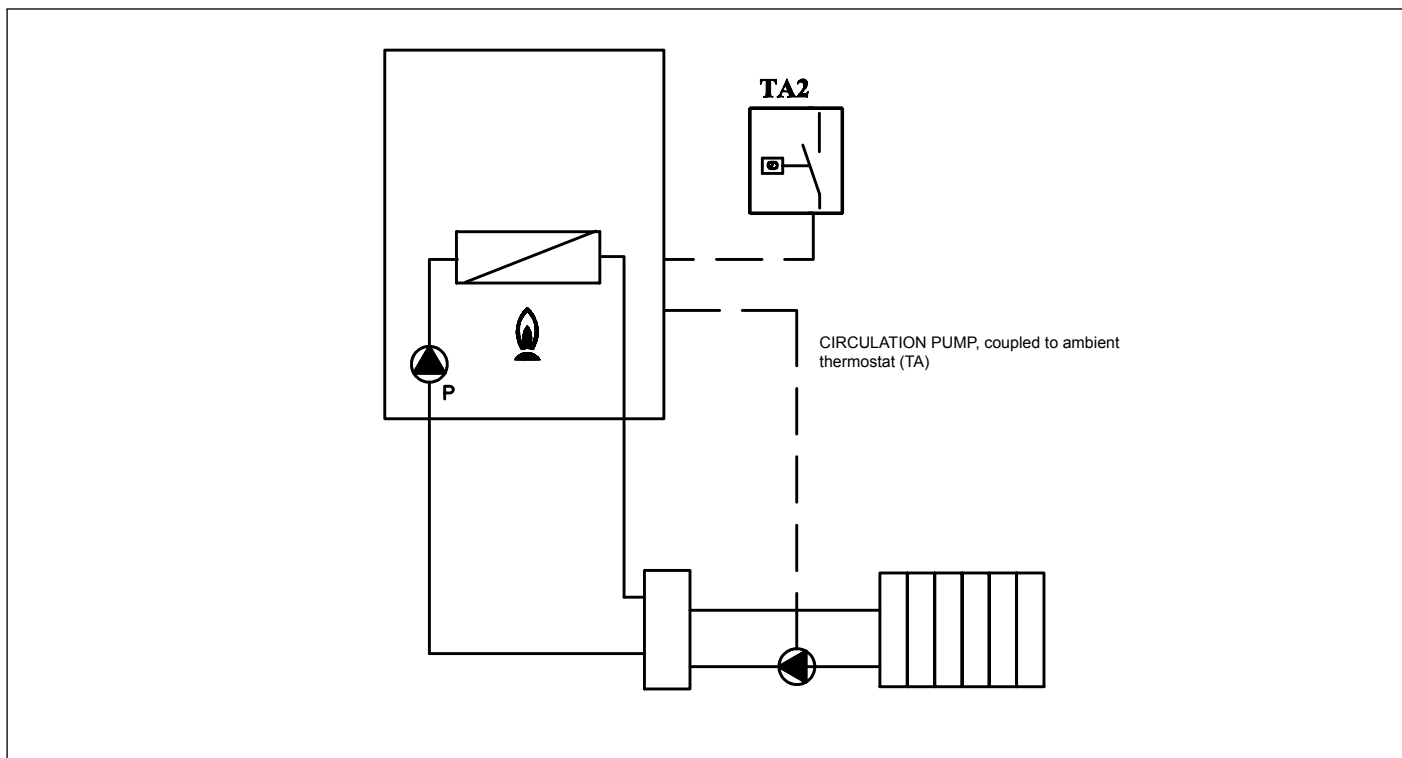 TA2
CIRCULATION PUMP, coupled to ambient
thermostat (TA)
P